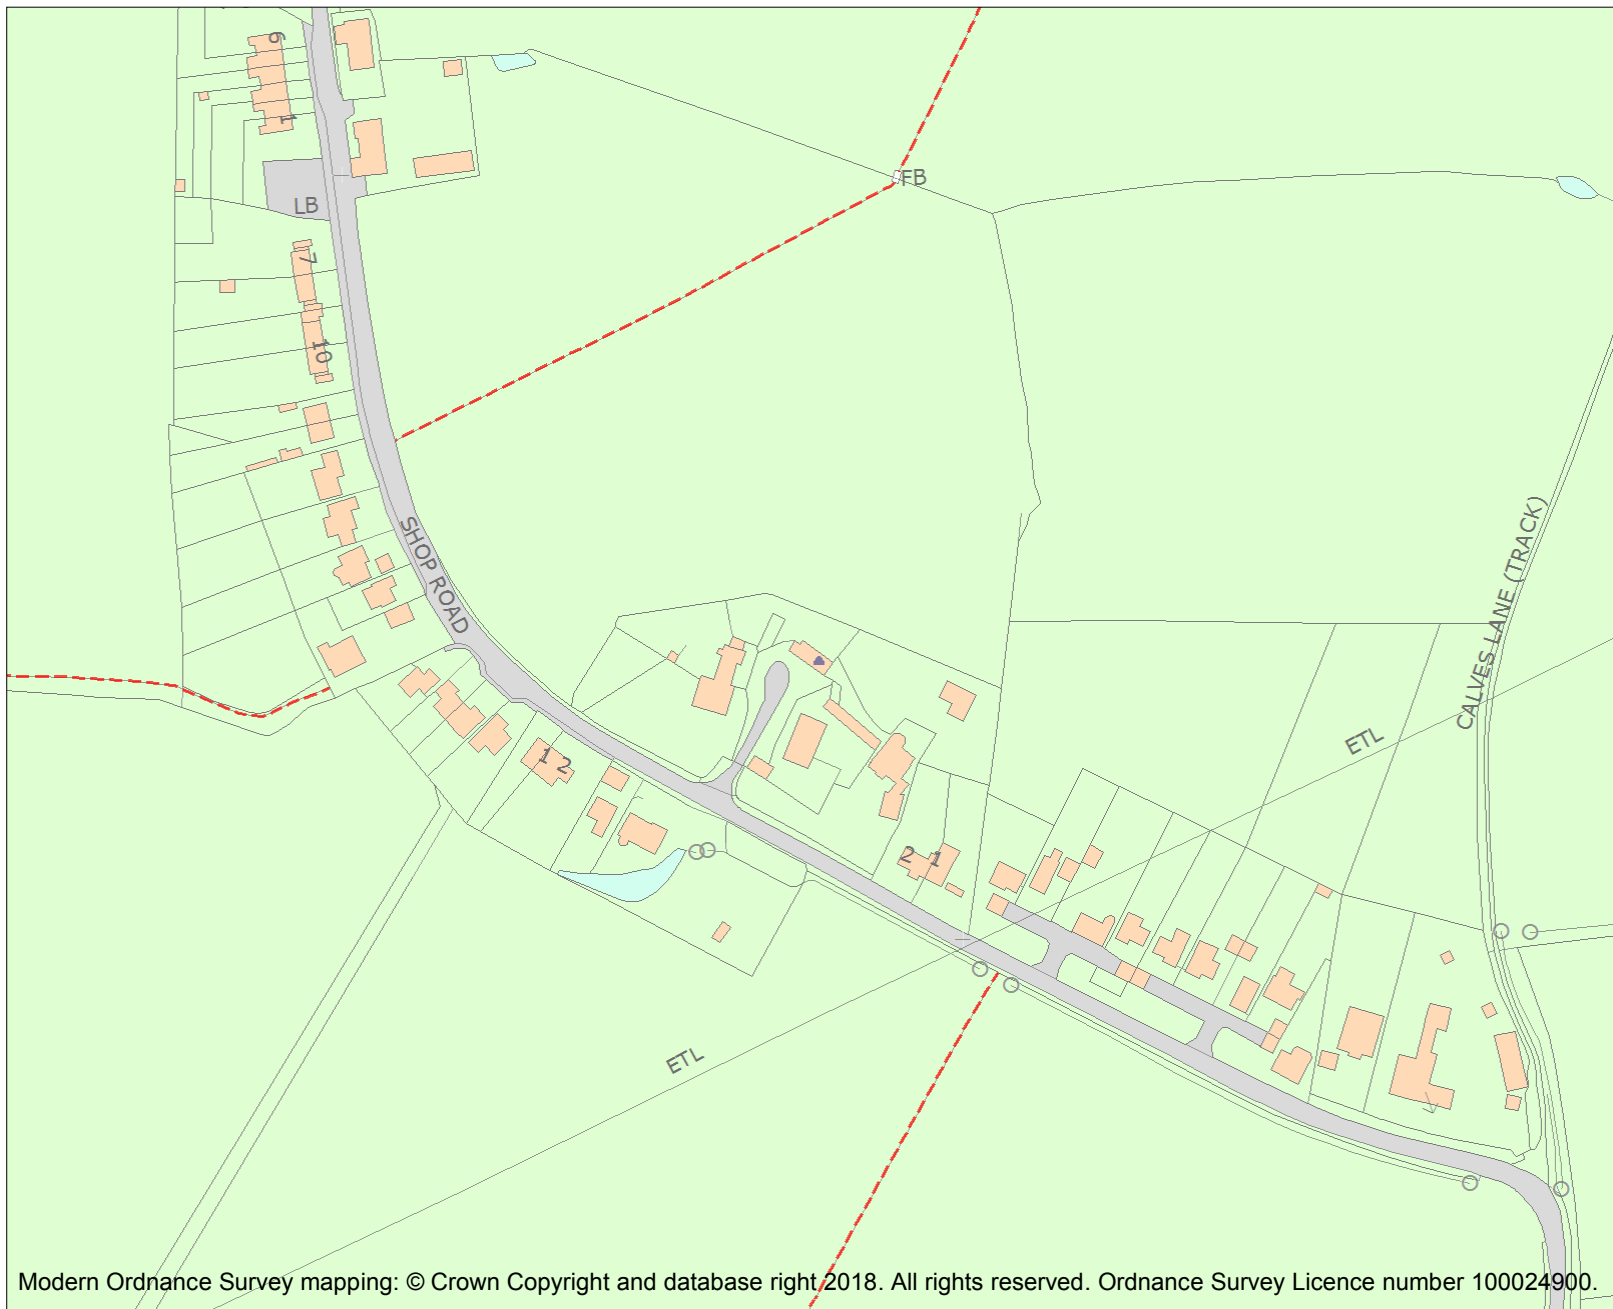 6
1
LB
FB
7
10
SHOP ROAD
CALVES LANE (TRACK)
ETL
1 2
2 1
ETL
Modern Ordnance Survey mapping: © Crown Copyright and database right 2018. All rights reserved. Ordnance Survey Licence number 100024900.